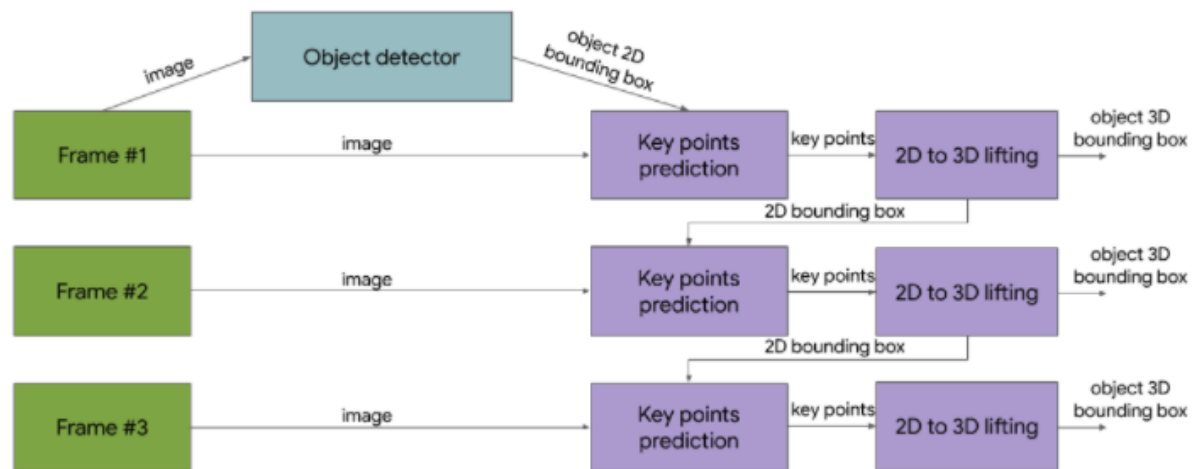 Object detector
object 2D
bounding box
image
Frame #1
image
Key points
prediction
key points
2D to 3D lifting
object 3D
bounding box
2D bounding box
Frame #2
image
Key points
prediction
key points
2D to 3D lifting
object 3D
bounding box
2D bounding box
Frame #3
image
Key points
prediction
key points
2D to 3D lifting
object 3D
bounding box